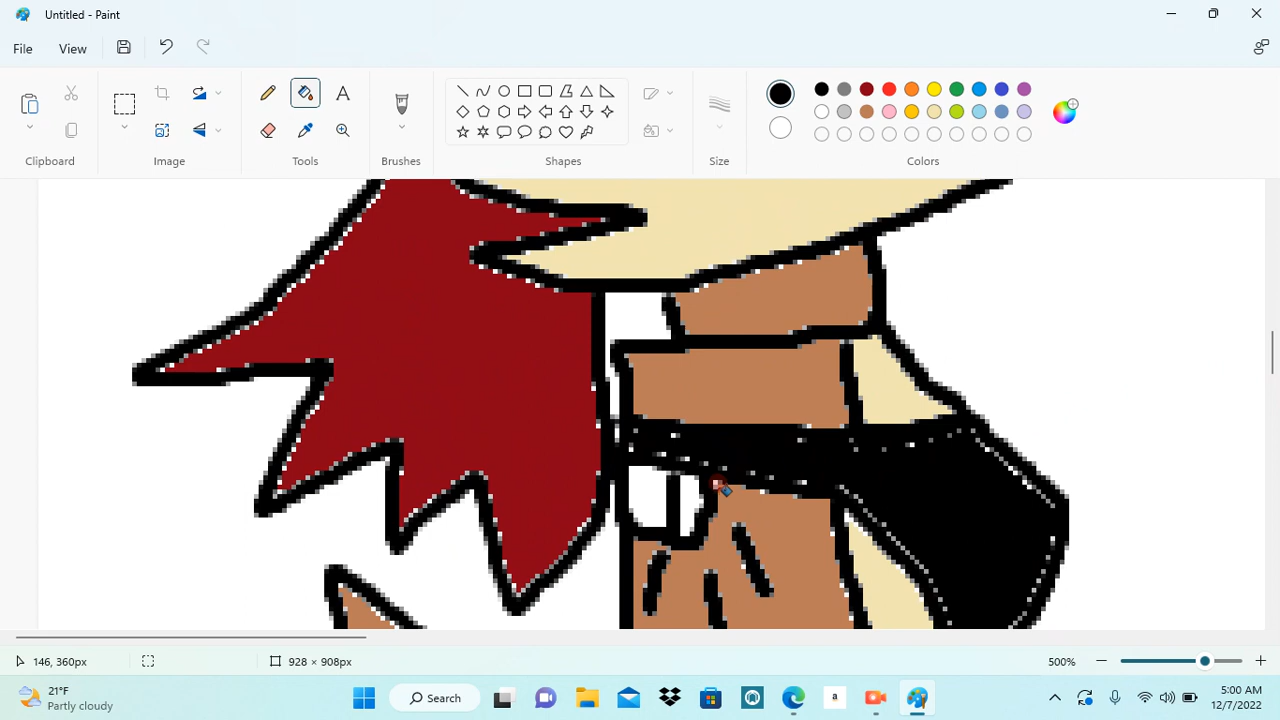 Untitled - Paint
File View
Clipboard Image Tools Brushes Shapes Size Colors
146, 360px 928 × 908px 500%
21°F
Partly cloudy
Search
a
5:00 AM
12/7/2022